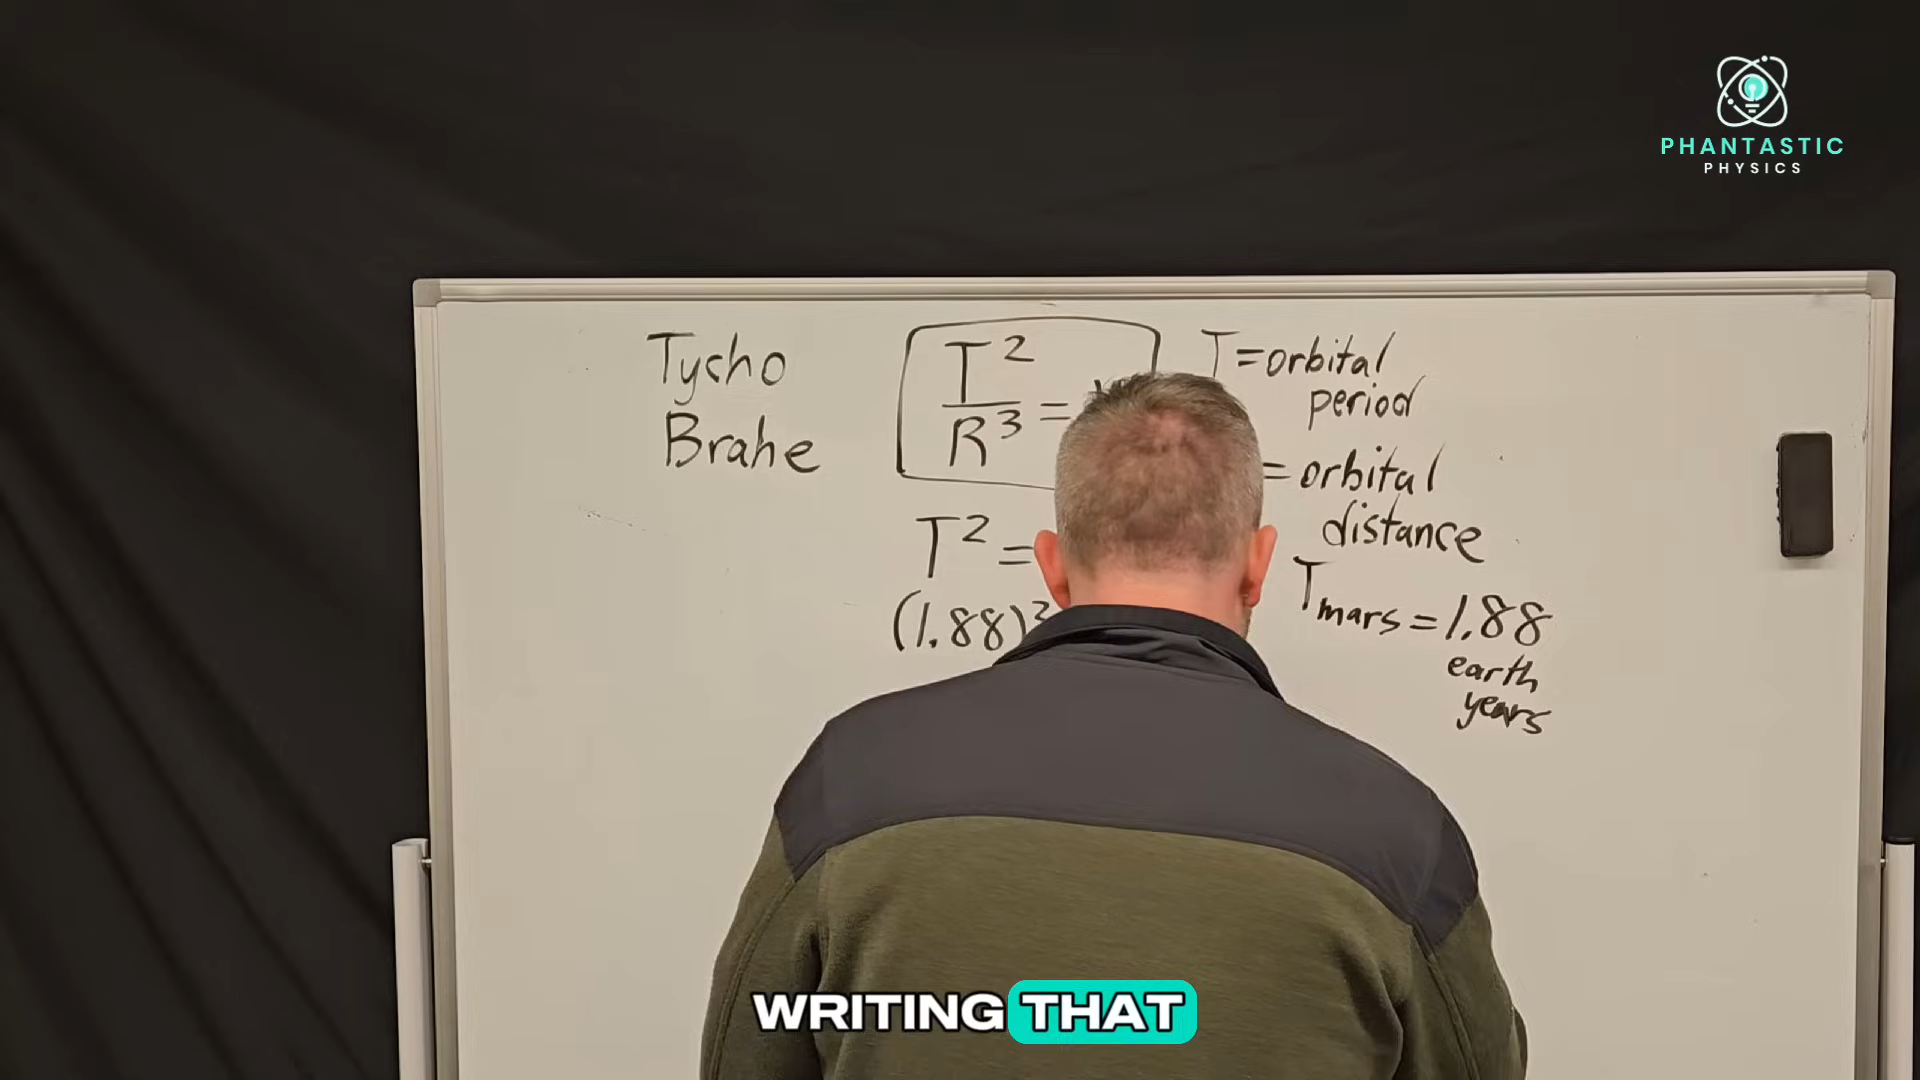 PHANTASTIC
PHYSICS
Tycho
Brahe
T²
R³ =
T = orbital
period
= orbital
distance
T² =
(1.88)²
Tmars = 1.88
earth
years
WRITING THAT